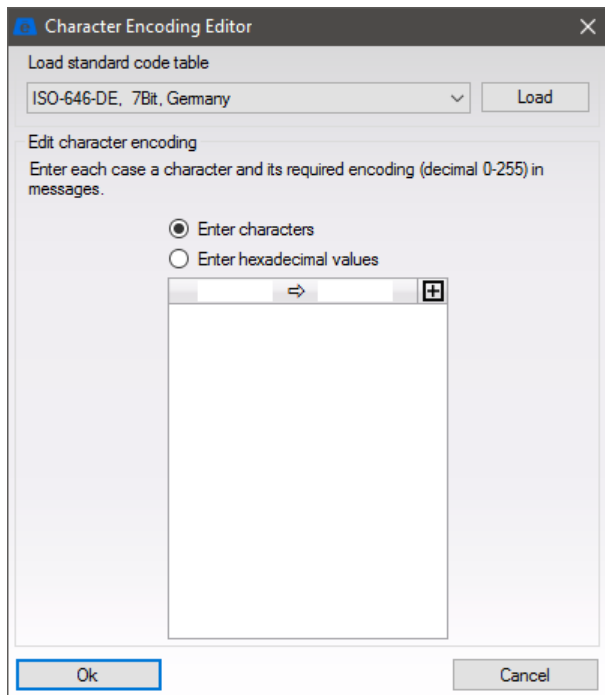 Character Encoding Editor
Load standard code table
ISO-646-DE, 7Bit, Germany
Load
Edit character encoding
Enter each case a character and its required encoding (decimal 0-255) in
messages.
Enter characters
Enter hexadecimal values
Ok
Cancel